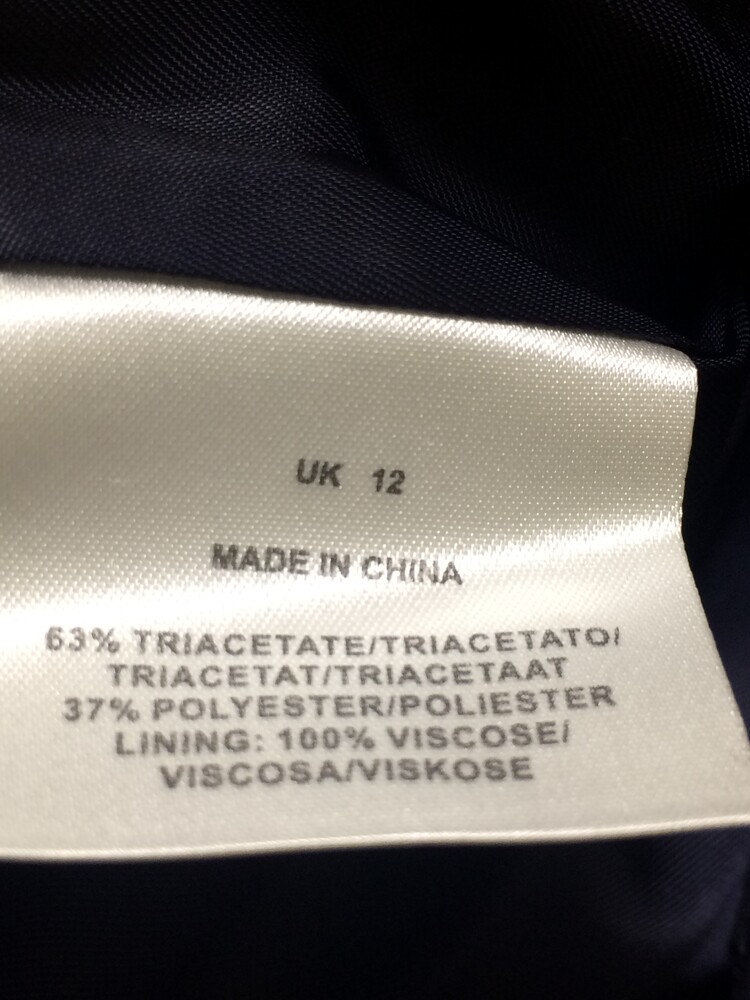 UK 12
MADE IN CHINA
63% TRIACETATE/TRIACETATO/
TRIACETAT/TRIACETAAT
37% POLYESTER/POLIESTER
LINING: 100% VISCOSE/
VISCOSA/VISKOSE